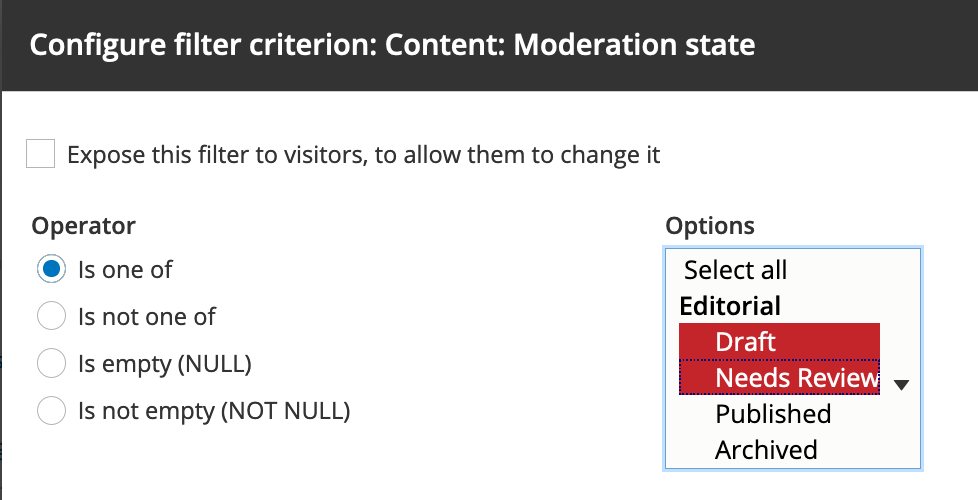 Configure filter criterion: Content: Moderation state
Expose this filter to visitors, to allow them to change it
Operator
Is one of
Is not one of
Is empty (NULL)
Is not empty (NOT NULL)
Options
Select all
Editorial
Draft
Needs Review
Published
Archived